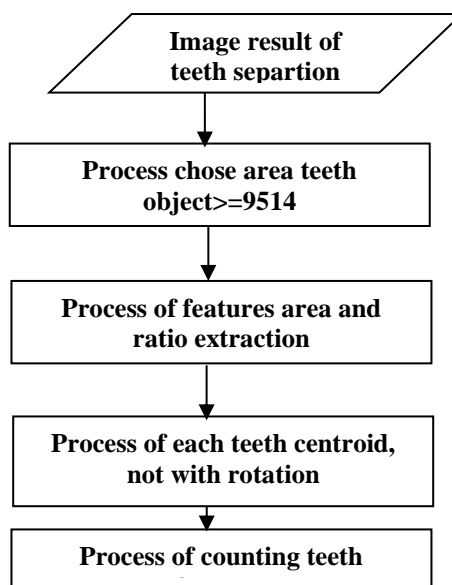 Image result of
teeth separtion
Process chose area teeth
object>=9514
Process of features area and
ratio extraction
Process of each teeth centroid,
not with rotation
Process of counting teeth